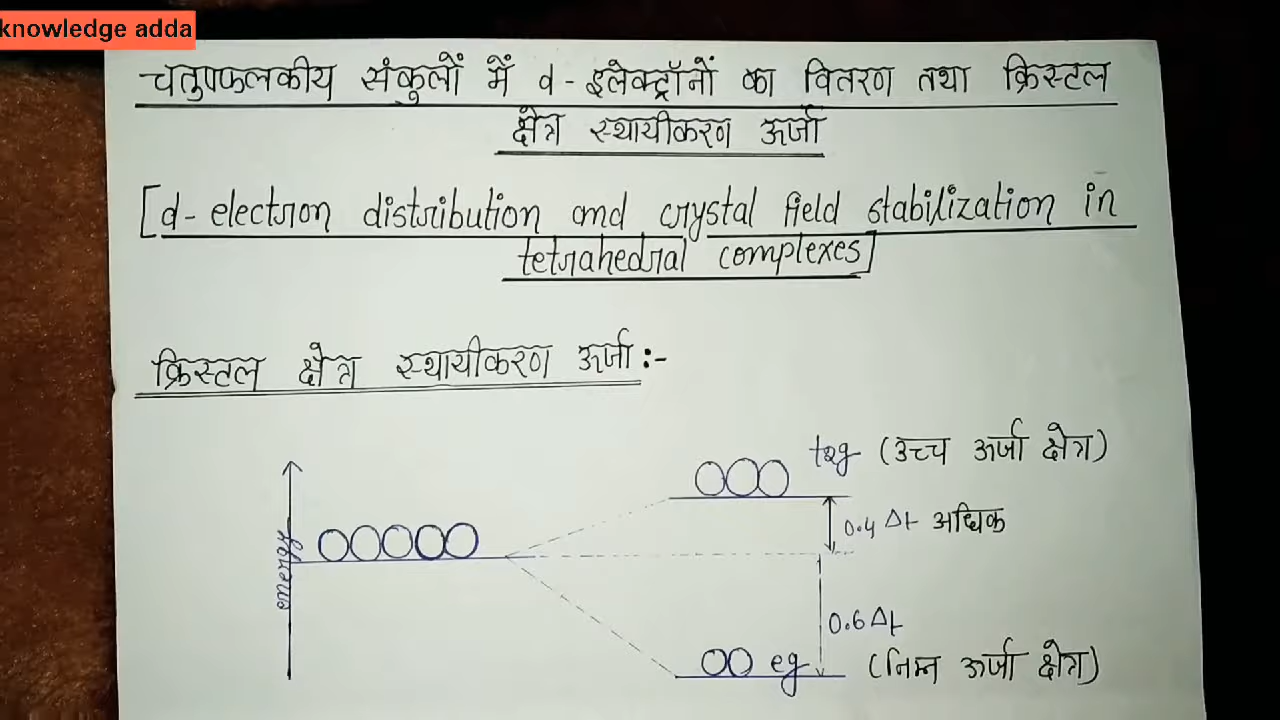 knowledge adda
चतुष्फलकीय संकुलों में d-इलेक्ट्रॉनों का वितरण तथा क्रिस्टल
क्षेत्र स्थायीकरण ऊर्जा
[d-electron distribution and crystal field stabilization in
tetrahedral complexes]
क्रिस्टल क्षेत्र स्थायीकरण ऊर्जा :-
t2g (उच्च ऊर्जा क्षेत्र)
0.4 Δt अधिक
energy
0.6 Δt
eg (निम्न ऊर्जा क्षेत्र)